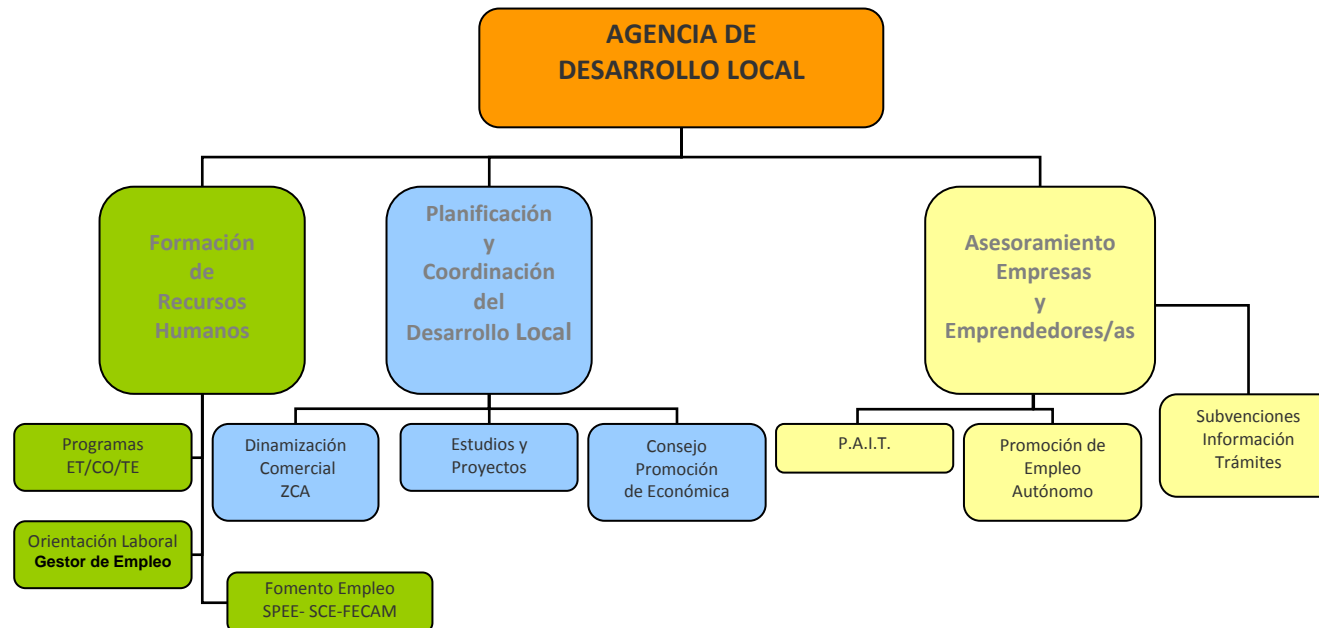 AGENCIA DE
DESARROLLO LOCAL
Formación
de
Recursos
Humanos
Planificación
y
Coordinación
del
Desarrollo Local
Asesoramiento
Empresas
y
Emprendedores/as
Programas
ET/CO/TE
Dinamización
Comercial
ZCA
Estudios y
Proyectos
Consejo
Promoción
de Económica
P.A.I.T.
Promoción de
Empleo
Autónomo
Subvenciones
Información
Trámites
Orientación Laboral
Gestor de Empleo
Fomento Empleo
SPEE- SCE-FECAM